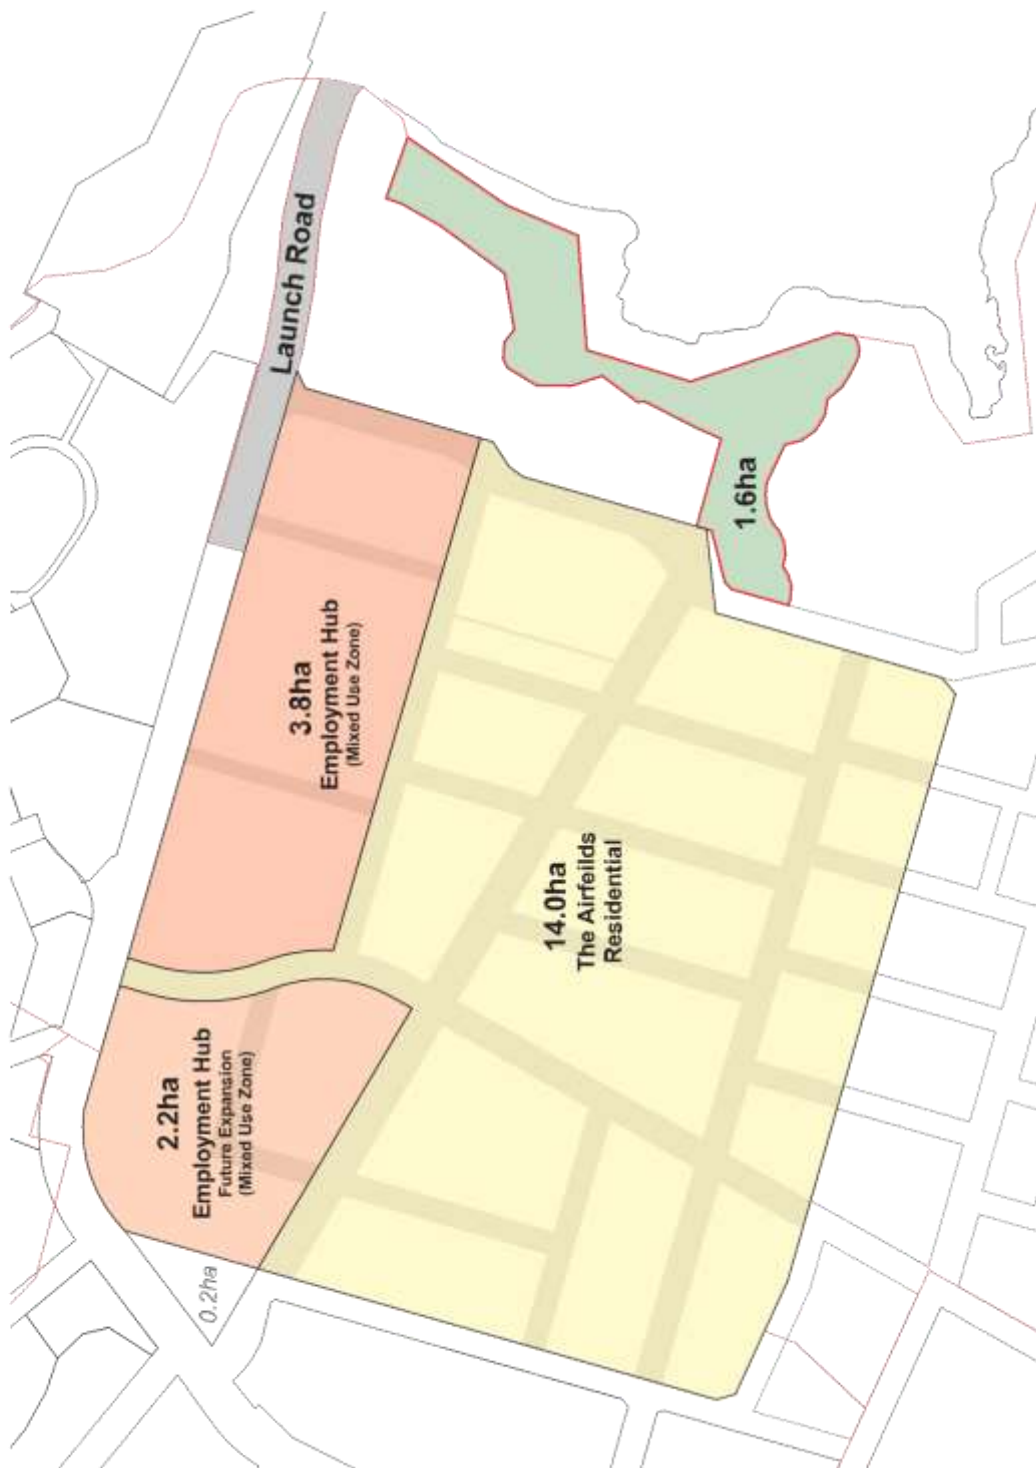 Launch Road
1.6ha
3.8ha
Employment Hub
(Mixed Use Zone)
14.0ha
The Airfeilds
Residential
2.2ha
Employment Hub
Future Expansion
(Mixed Use Zone)
0.2ha